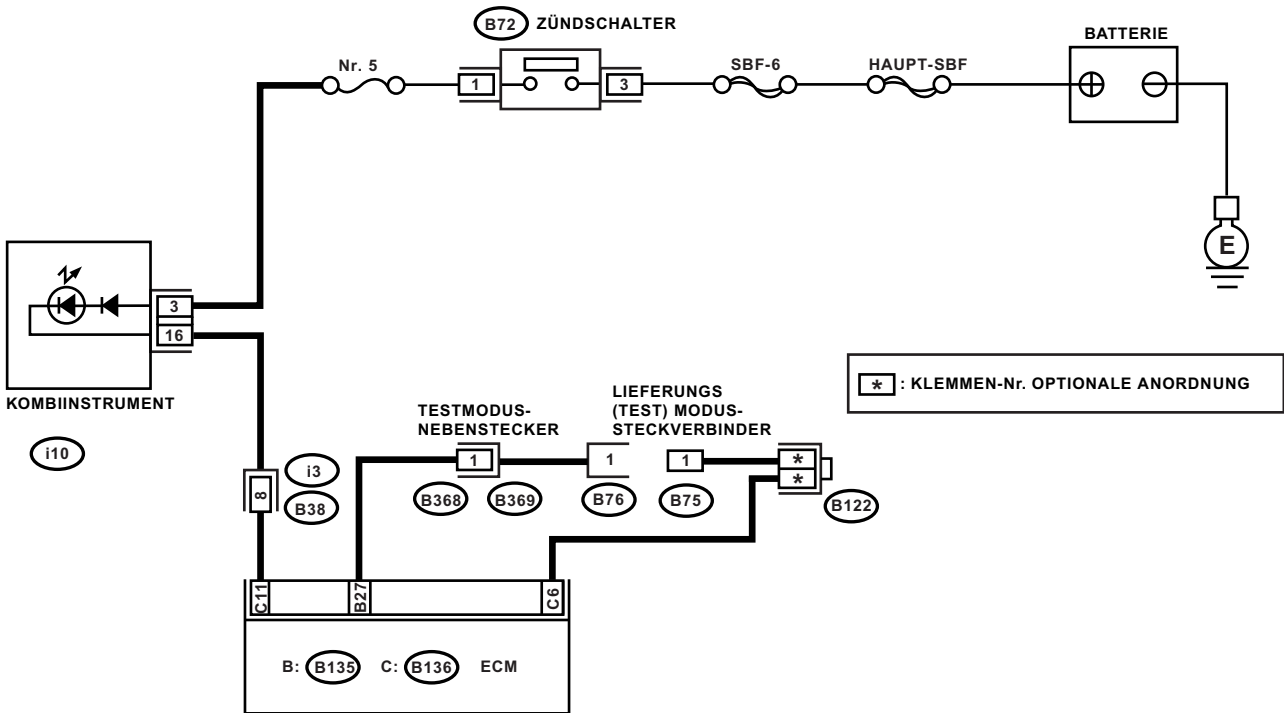 B72 ZÜNDSCHALTER
BATTERIE
Nr. 5
SBF-6
HAUPT-SBF
1
3
E
3
16
KOMBIINSTRUMENT
i10
* : KLEMMEN-Nr. OPTIONALE ANORDNUNG
TESTMODUS-
NEBENSTECKER
LIEFERUNGS
(TEST) MODUS-
STECKVERBINDER
1
1
1
*
*
8
i3
B38
B368
B369
B76
B75
B122
C11
B27
C6
B: B135 C: B136 ECM